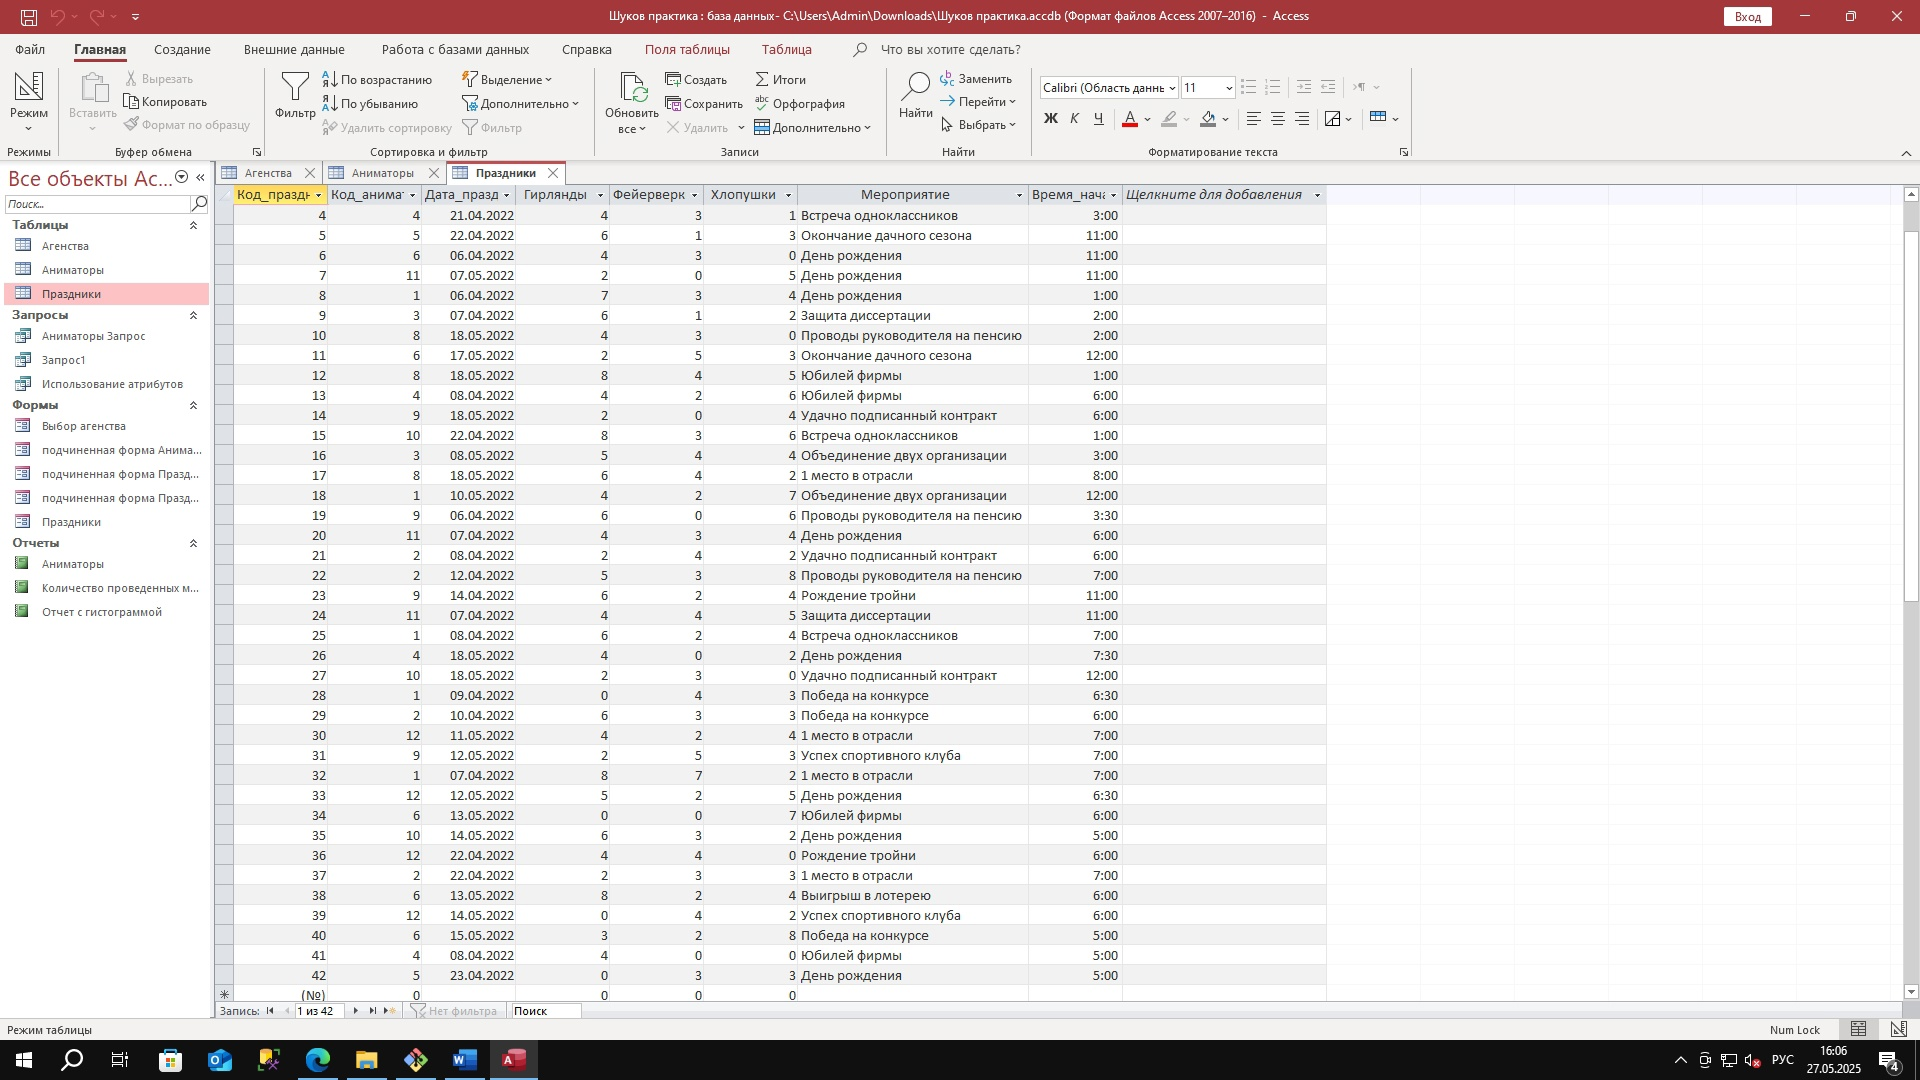 Шуков практика : база данных- C:\Users\Admin\Downloads\Шуков практика.accdb (Формат файлов Access 2007–2016)  -  Access
Вход
Файл Главная Создание Внешние данные Работа с базами данных Справка Поля таблицы Таблица Что вы хотите сделать?
Режим
Режимы
Вставить
Вырезать
Копировать
Формат по образцу
Буфер обмена
Фильтр
По возрастанию
По убыванию
Удалить сортировку
Выделение
Дополнительно
Фильтр
Сортировка и фильтр
Обновить все
Создать
Сохранить
Удалить
Итоги
Орфография
Дополнительно
Записи
Найти
Заменить
Перейти
Выбрать
Найти
Calibri (Область данны 11
Ж К Ч А
Форматирование текста
Все объекты Ac...
Поиск...
Таблицы
Агенства
Аниматоры
Праздники
Запросы
Аниматоры Запрос
Запрос1
Использование атрибутов
Формы
Выбор агенства
подчиненная форма Анима...
подчиненная форма Празд...
подчиненная форма Празд...
Праздники
Отчеты
Аниматоры
Количество проведенных м...
Отчет с гистограммой
Агенства Аниматоры Праздники
Код_праздн Код_анимат Дата_празд Гирлянды Фейерверк Хлопушки Мероприятие Время_нача Щелкните для добавления
4 4 21.04.2022 4 3 1 Встреча одноклассников 3:00
5 5 22.04.2022 6 1 3 Окончание дачного сезона 11:00
6 6 06.04.2022 4 3 0 День рождения 11:00
7 11 07.05.2022 2 0 5 День рождения 11:00
8 1 06.04.2022 7 3 4 День рождения 1:00
9 3 07.04.2022 6 1 2 Защита диссертации 2:00
10 8 18.05.2022 4 3 0 Проводы руководителя на пенсию 2:00
11 6 17.05.2022 2 5 3 Окончание дачного сезона 12:00
12 8 18.05.2022 8 4 5 Юбилей фирмы 1:00
13 4 08.04.2022 4 2 6 Юбилей фирмы 6:00
14 9 18.05.2022 2 0 4 Удачно подписанный контракт 6:00
15 10 22.04.2022 8 3 6 Встреча одноклассников 1:00
16 3 08.05.2022 5 4 4 Объединение двух организации 3:00
17 8 18.05.2022 6 4 2 1 место в отрасли 8:00
18 1 10.05.2022 4 2 7 Объединение двух организации 12:00
19 9 06.04.2022 6 0 6 Проводы руководителя на пенсию 3:30
20 11 07.04.2022 4 3 4 День рождения 6:00
21 2 08.04.2022 2 4 2 Удачно подписанный контракт 6:00
22 2 12.04.2022 5 3 8 Проводы руководителя на пенсию 7:00
23 9 14.04.2022 6 2 4 Рождение тройни 11:00
24 11 07.04.2022 4 4 5 Защита диссертации 11:00
25 1 08.04.2022 6 2 4 Встреча одноклассников 7:00
26 4 18.05.2022 4 0 2 День рождения 7:30
27 10 18.05.2022 2 3 0 Удачно подписанный контракт 12:00
28 1 09.04.2022 0 4 3 Победа на конкурсе 6:30
29 2 10.04.2022 6 3 3 Победа на конкурсе 6:00
30 12 11.05.2022 4 2 4 1 место в отрасли 7:00
31 9 12.05.2022 2 5 3 Успех спортивного клуба 7:00
32 1 07.04.2022 8 7 2 1 место в отрасли 7:00
33 12 12.05.2022 5 2 5 День рождения 6:30
34 6 13.05.2022 0 0 7 Юбилей фирмы 6:00
35 10 14.05.2022 6 3 2 День рождения 5:00
36 12 22.04.2022 4 4 0 Рождение тройни 6:00
37 2 22.04.2022 2 3 3 1 место в отрасли 7:00
38 6 13.05.2022 8 2 4 Выигрыш в лотерею 6:00
39 12 14.05.2022 0 4 2 Успех спортивного клуба 6:00
40 6 15.05.2022 3 2 8 Победа на конкурсе 5:00
41 4 08.04.2022 4 0 0 Юбилей фирмы 5:00
42 5 23.04.2022 0 3 3 День рождения 5:00
(№) 0 0 0 0
Запись: 1 из 42 Нет фильтра Поиск
Режим таблицы Num Lock
РУС 16:06
27.05.2025
4